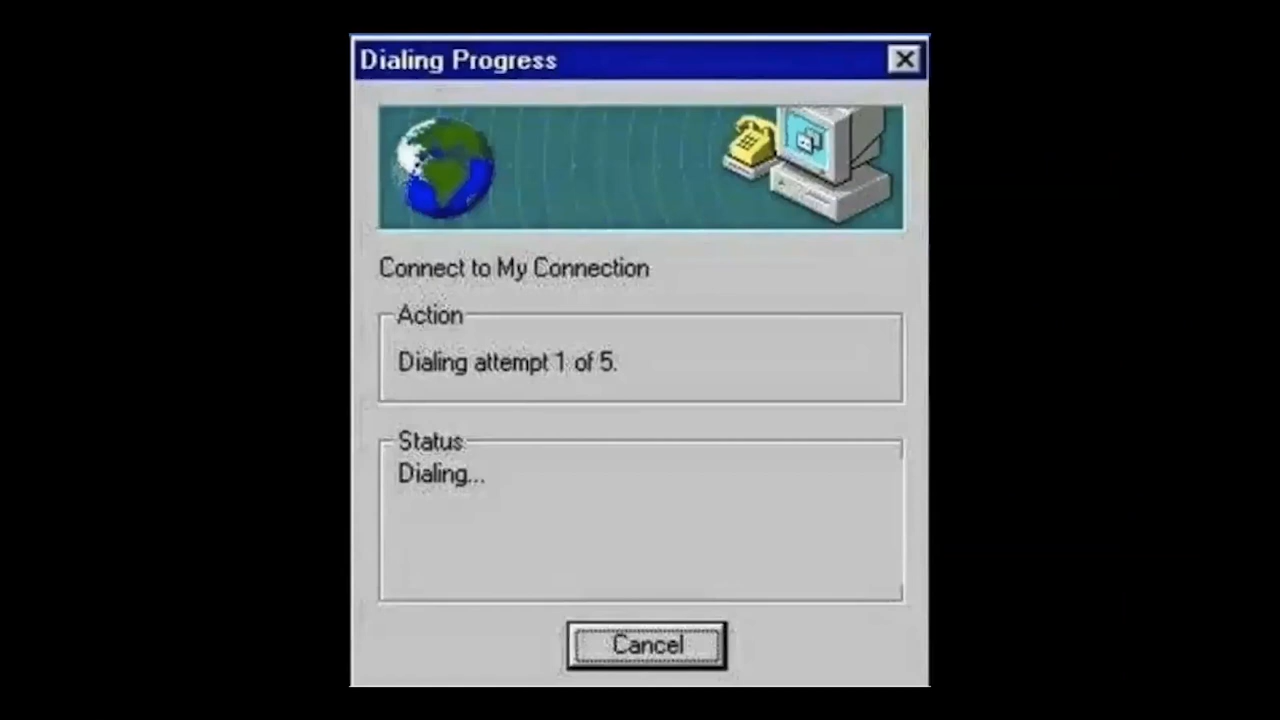 Dialing Progress
Connect to My Connection
Action
Dialing attempt 1 of 5.
Status
Dialing...
Cancel